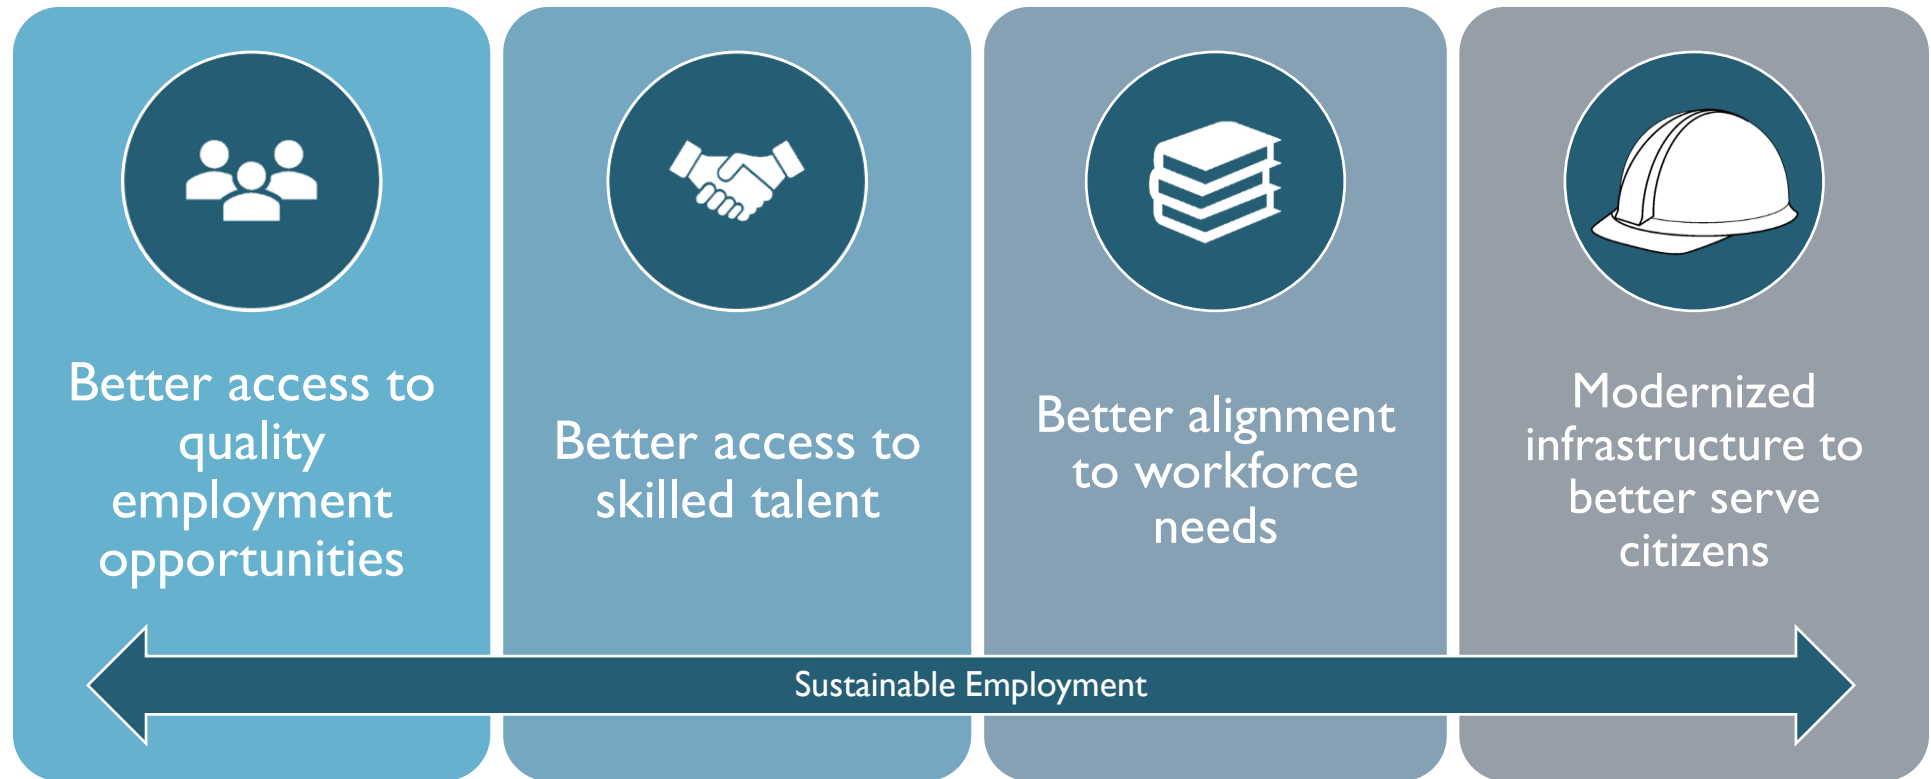 Better access to
quality
employment
opportunities
Better access to
skilled talent
Better alignment
to workforce
needs
Modernized
infrastructure to
better serve
citizens
Sustainable Employment